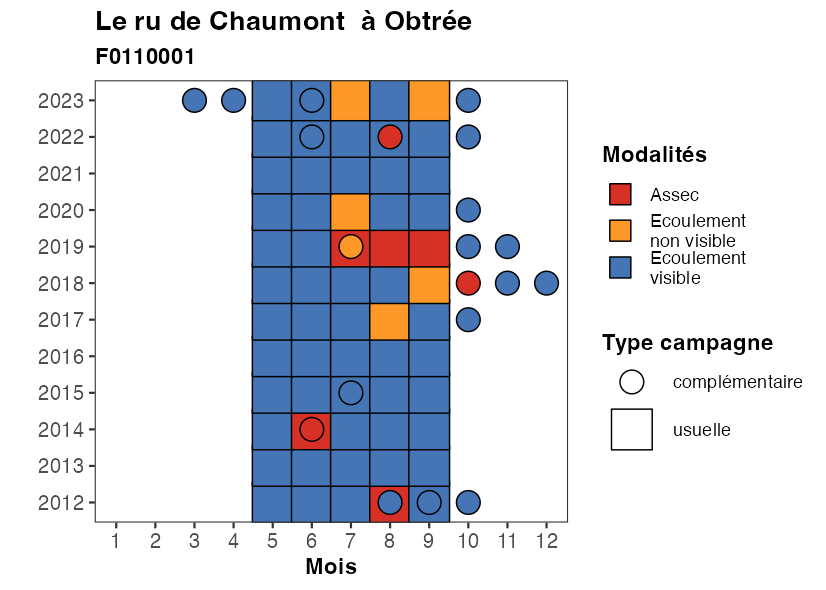 Le ru de Chaumont  à Obtrée
F0110001
2023
2022
2021
2020
2019
2018
2017
2016
2015
2014
2013
2012
1 2 3 4 5 6 7 8 9 10 11 12
Mois
Modalités
Assec
Ecoulement
non visible
Ecoulement
visible
Type campagne
complémentaire
usuelle